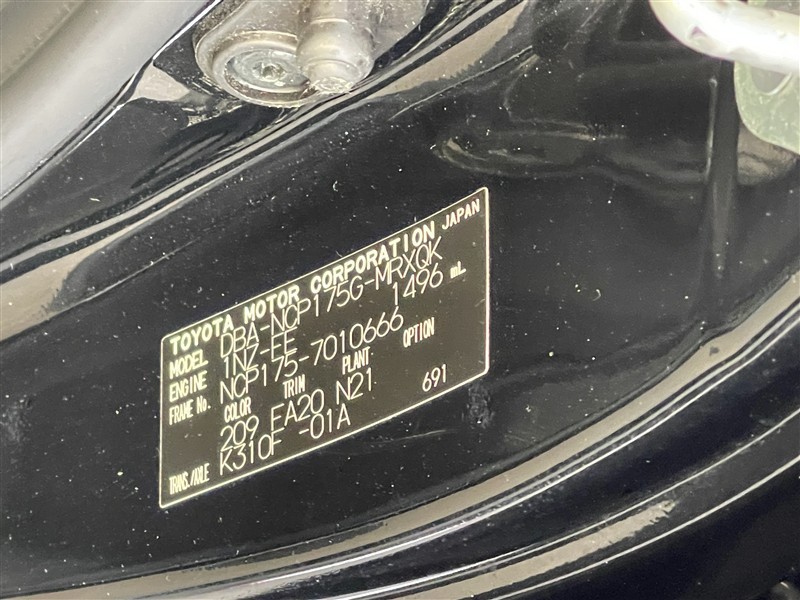 TOYOTA MOTOR CORPORATION JAPAN
MODEL DBA-NCP175G-MRXQK
ENGINE 1NZ-FE 1496 mL
FRAME No. NCP175-7010666
COLOR TRIM PLANT OPTION
209 FA20 N21 691
TRANS./AXLE K310F -01A